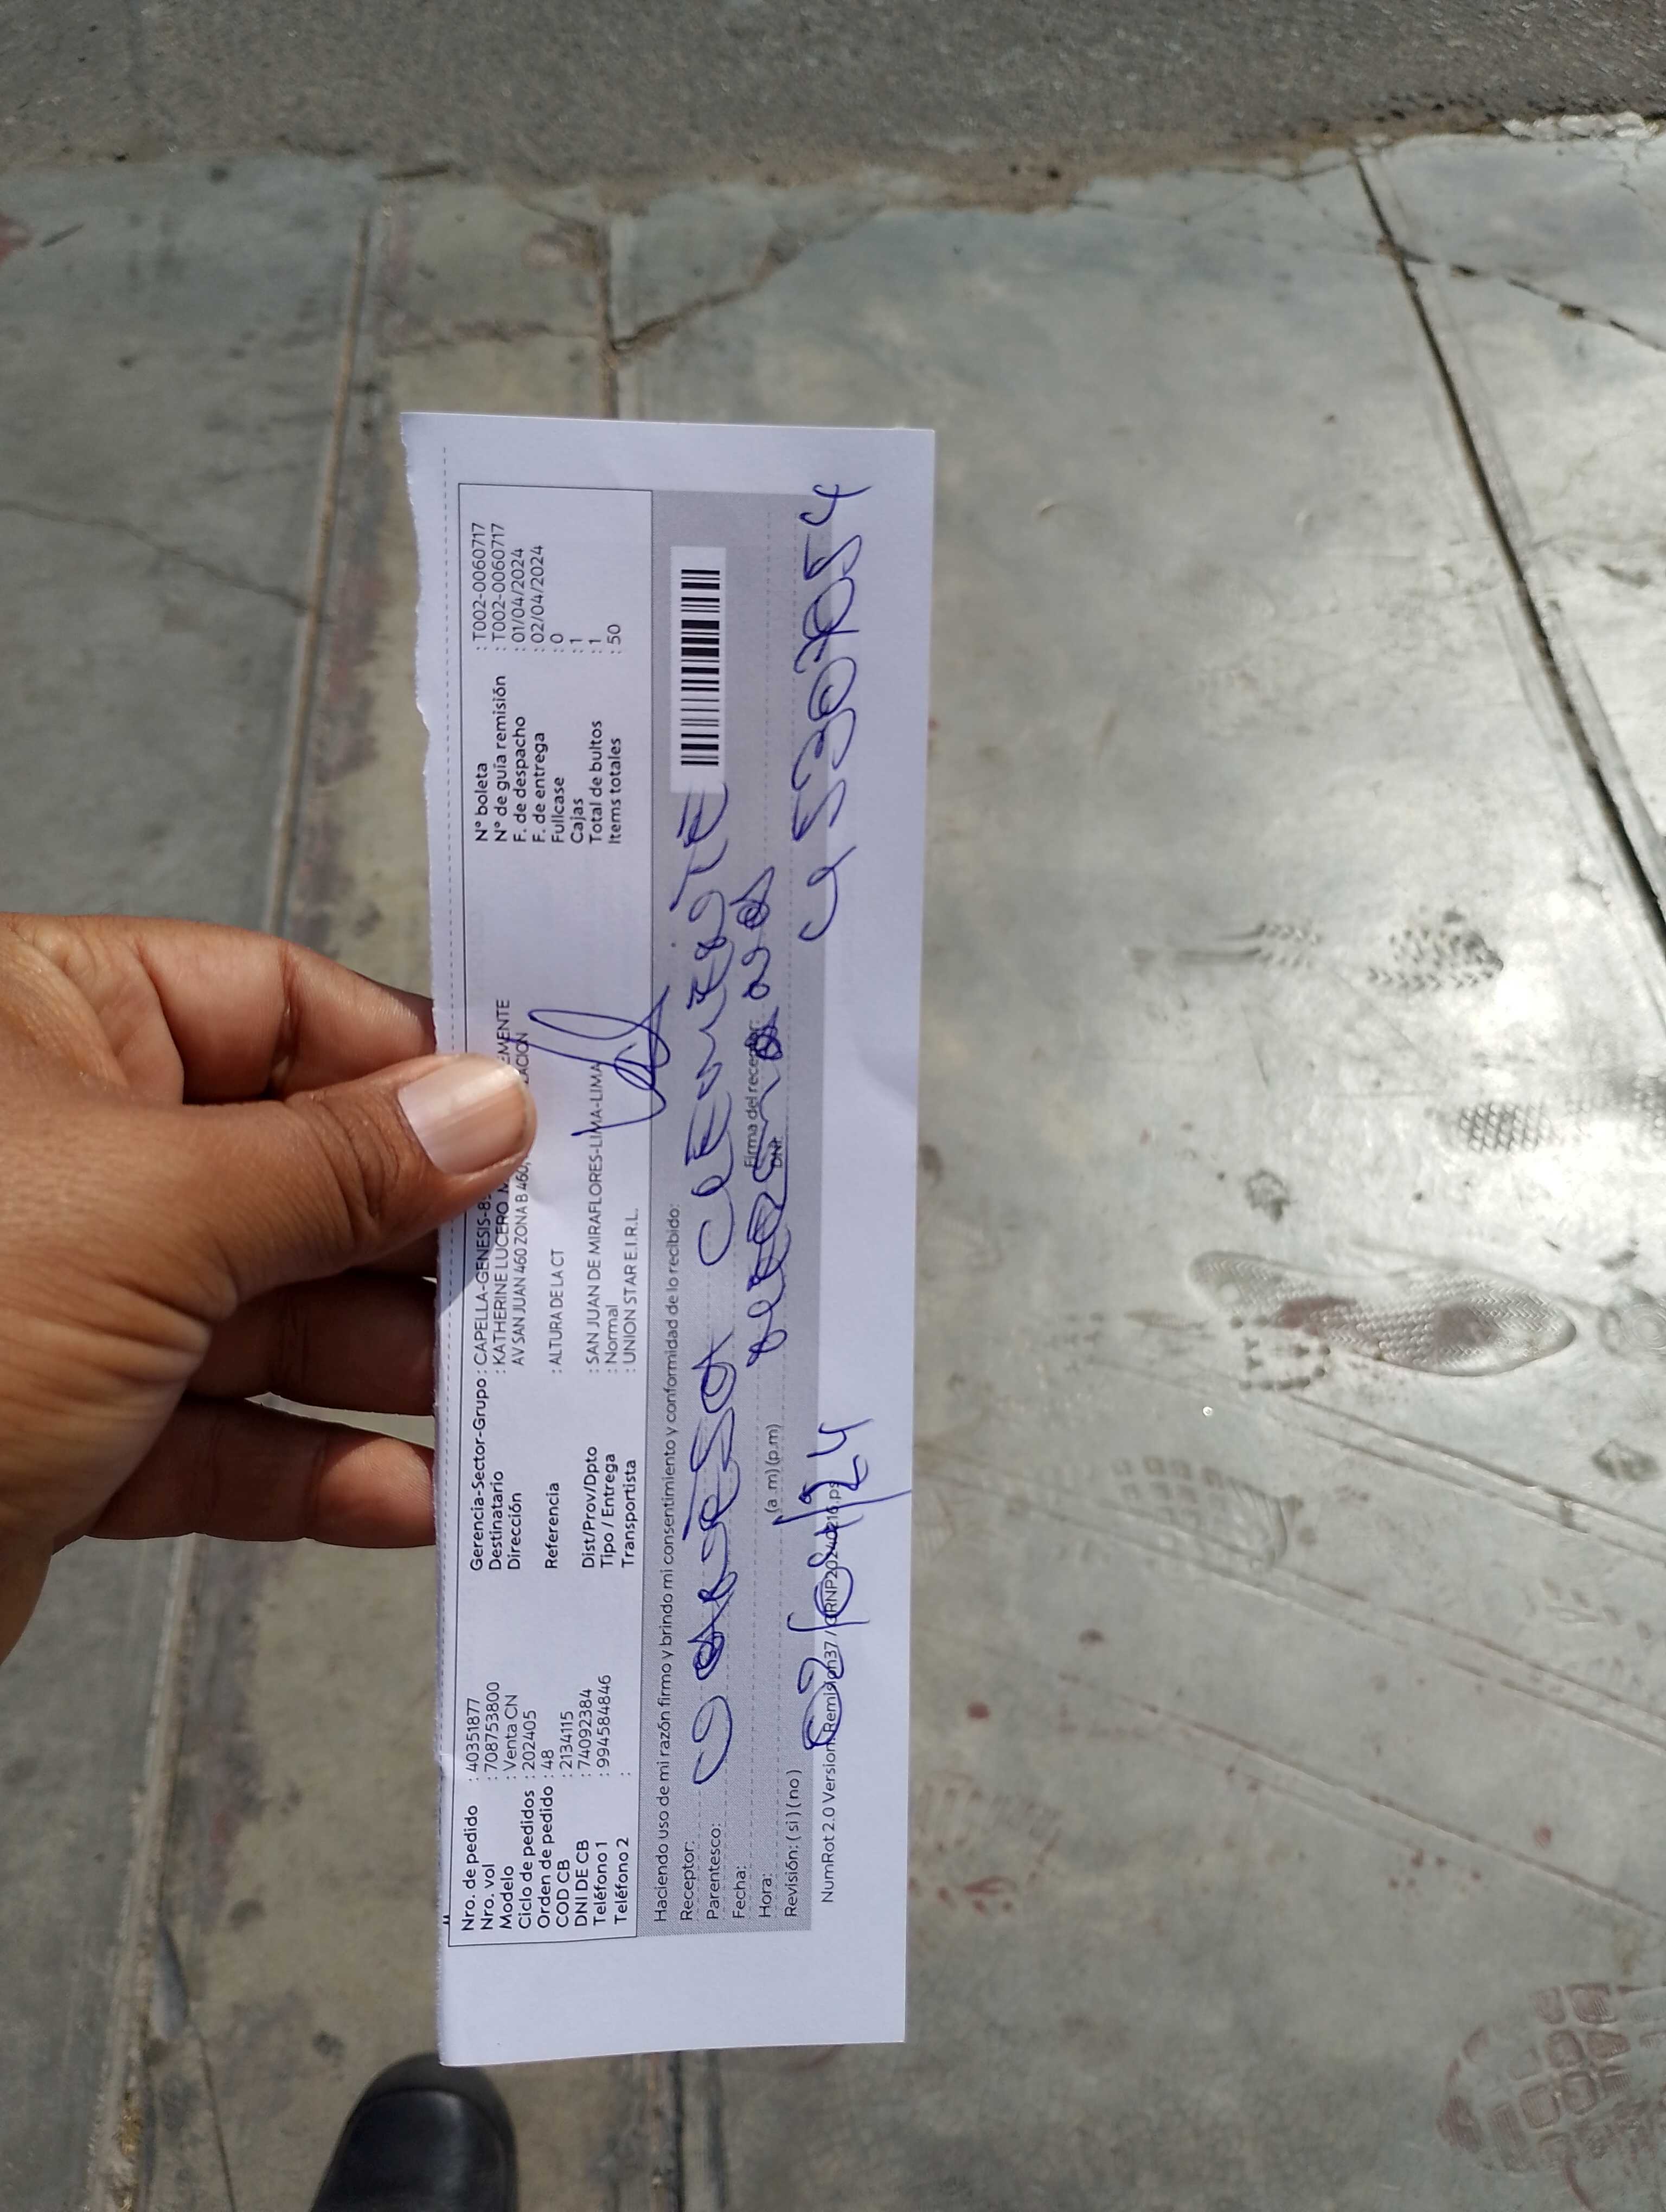 Nro. de pedido : 40351877 Gerencia-Sector-Grupo : CAPELLA-GENESIS-8 N° boleta : T002-0060717
Nro. vol : 708753800 Destinatario : KATHERINE LUCERO EMENTE N° de guía remisión : T002-0060717
Modelo : Venta CN Dirección AV SAN JUAN 460 ZONA B 460, F. de despacho : 01/04/2024
Ciclo de pedidos : 202405 F. de entrega : 02/04/2024
Orden de pedido : 48 Referencia : ALTURA DE LA CT Fullcase : 0
COD CB : 2134115 Cajas : 1
DNI DE CB : 74092384 Dist/Prov/Dpto : SAN JUAN DE MIRAFLORES-LIMA-LIMA Total de bultos : 1
Teléfono 1 : 994584846 Tipo / Entrega : Normal Items totales : 50
Teléfono 2 : Transportista : UNION STAR E.I.R.L.
Haciendo uso de mi razón firmo y brindo mi consentimiento y conformidad de lo recibido:
Receptor: CLEMENTE
Parentesco:
Fecha: Firma del receptor:
Hora: (a.m) (p.m) DNI:
Revisión: ( si ) ( no ) 02/04/24 45307054
NumRot 2.0 Version Remision37 /